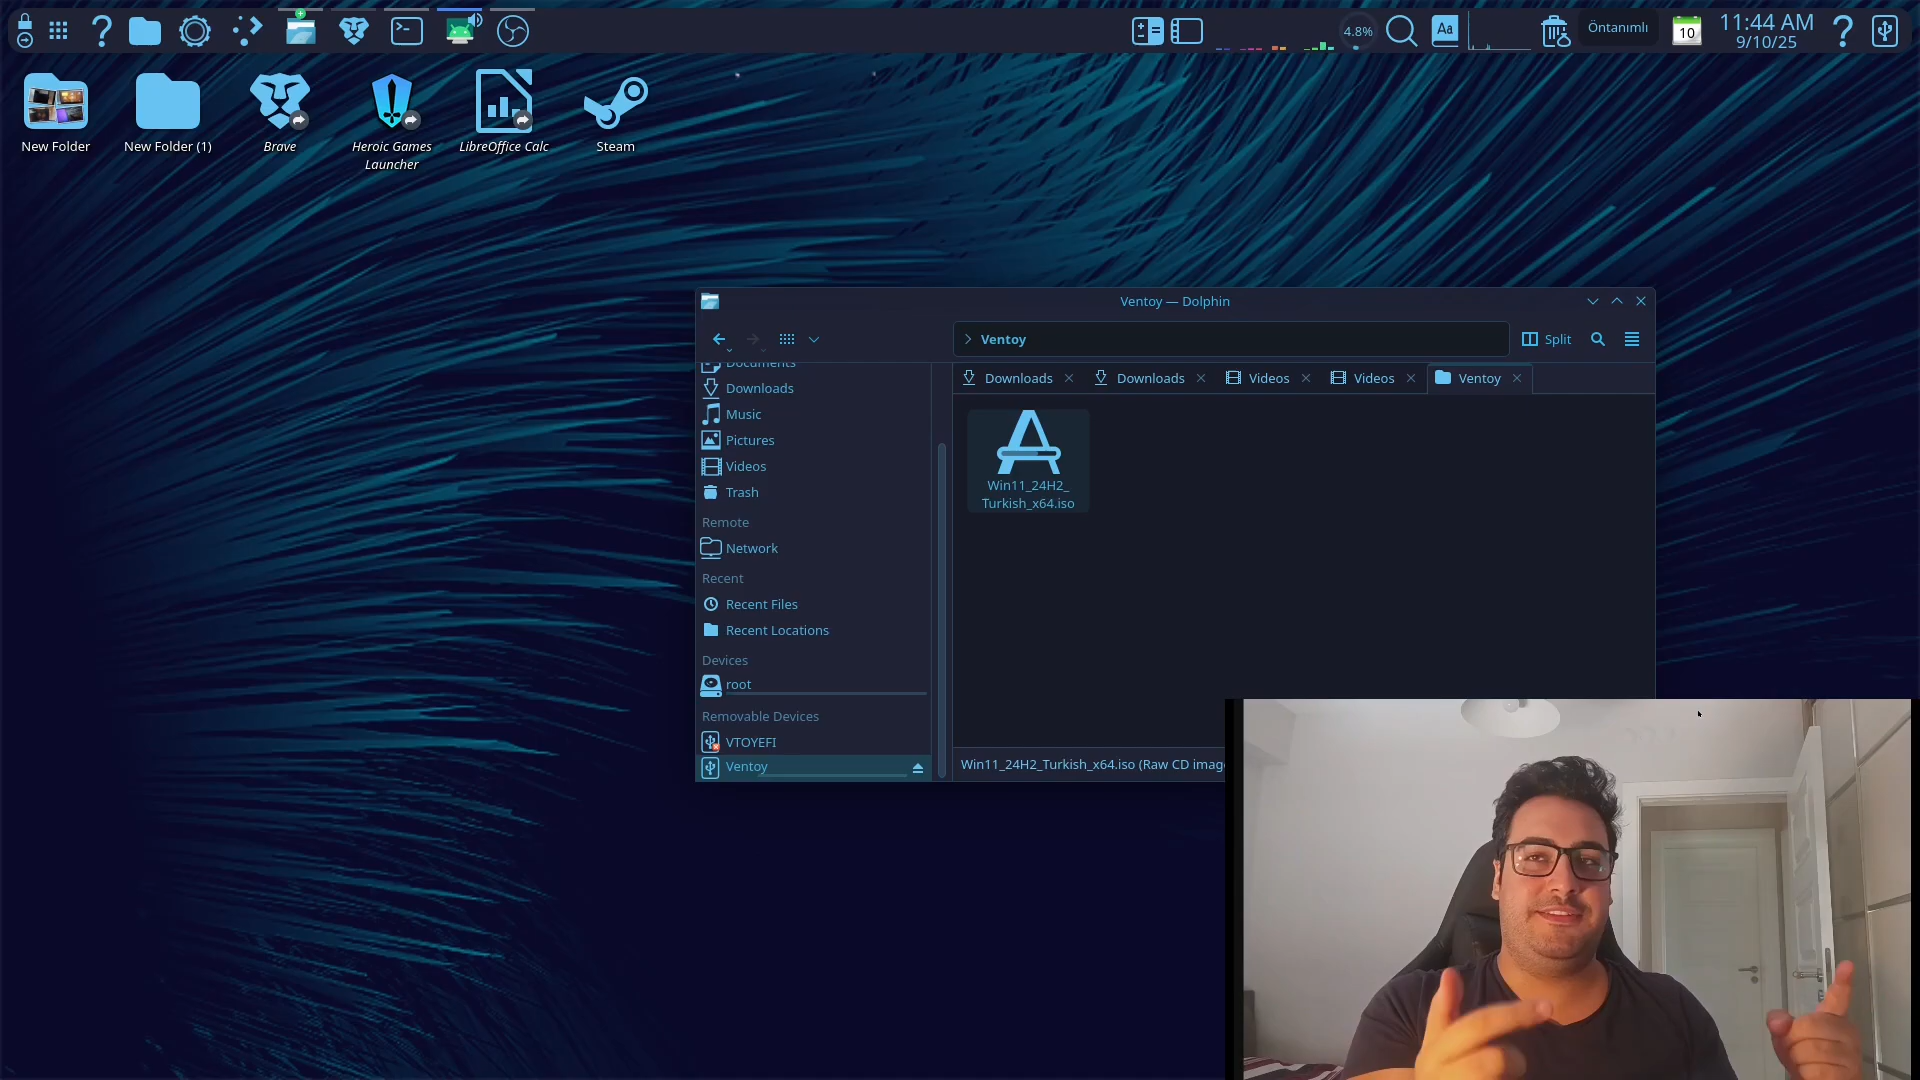 4.8%
Aa
Öntanımlı
10
11:44 AM
9/10/25
New Folder
New Folder (1)
Brave
Heroic Games
Launcher
LibreOffice Calc
Steam
Ventoy — Dolphin
Ventoy
Split
Documents
Downloads
Music
Pictures
Videos
Trash
Remote
Network
Recent
Recent Files
Recent Locations
Devices
root
Removable Devices
VTOYEFI
Ventoy
Downloads
Downloads
Videos
Videos
Ventoy
Win11_24H2_
Turkish_x64.iso
Win11_24H2_Turkish_x64.iso (Raw CD imag